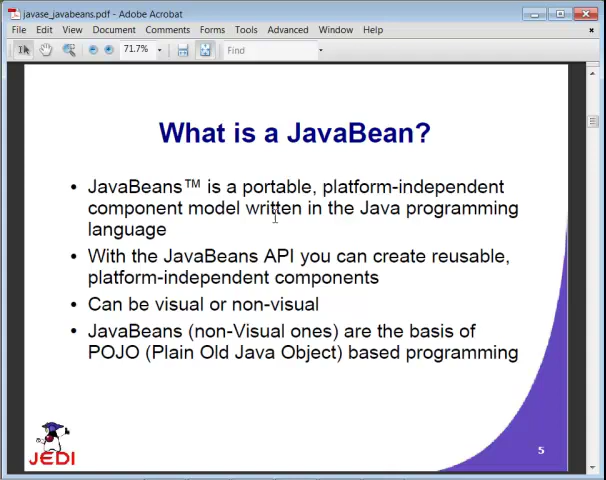 javase_javabeans.pdf - Adobe Acrobat
File Edit View Document Comments Forms Tools Advanced Window Help
71.7% Find
What is a JavaBean?
• JavaBeans™ is a portable, platform-independent
component model written in the Java programming
language
• With the JavaBeans API you can create reusable,
platform-independent components
• Can be visual or non-visual
• JavaBeans (non-Visual ones) are the basis of
POJO (Plain Old Java Object) based programming
JEDI
5